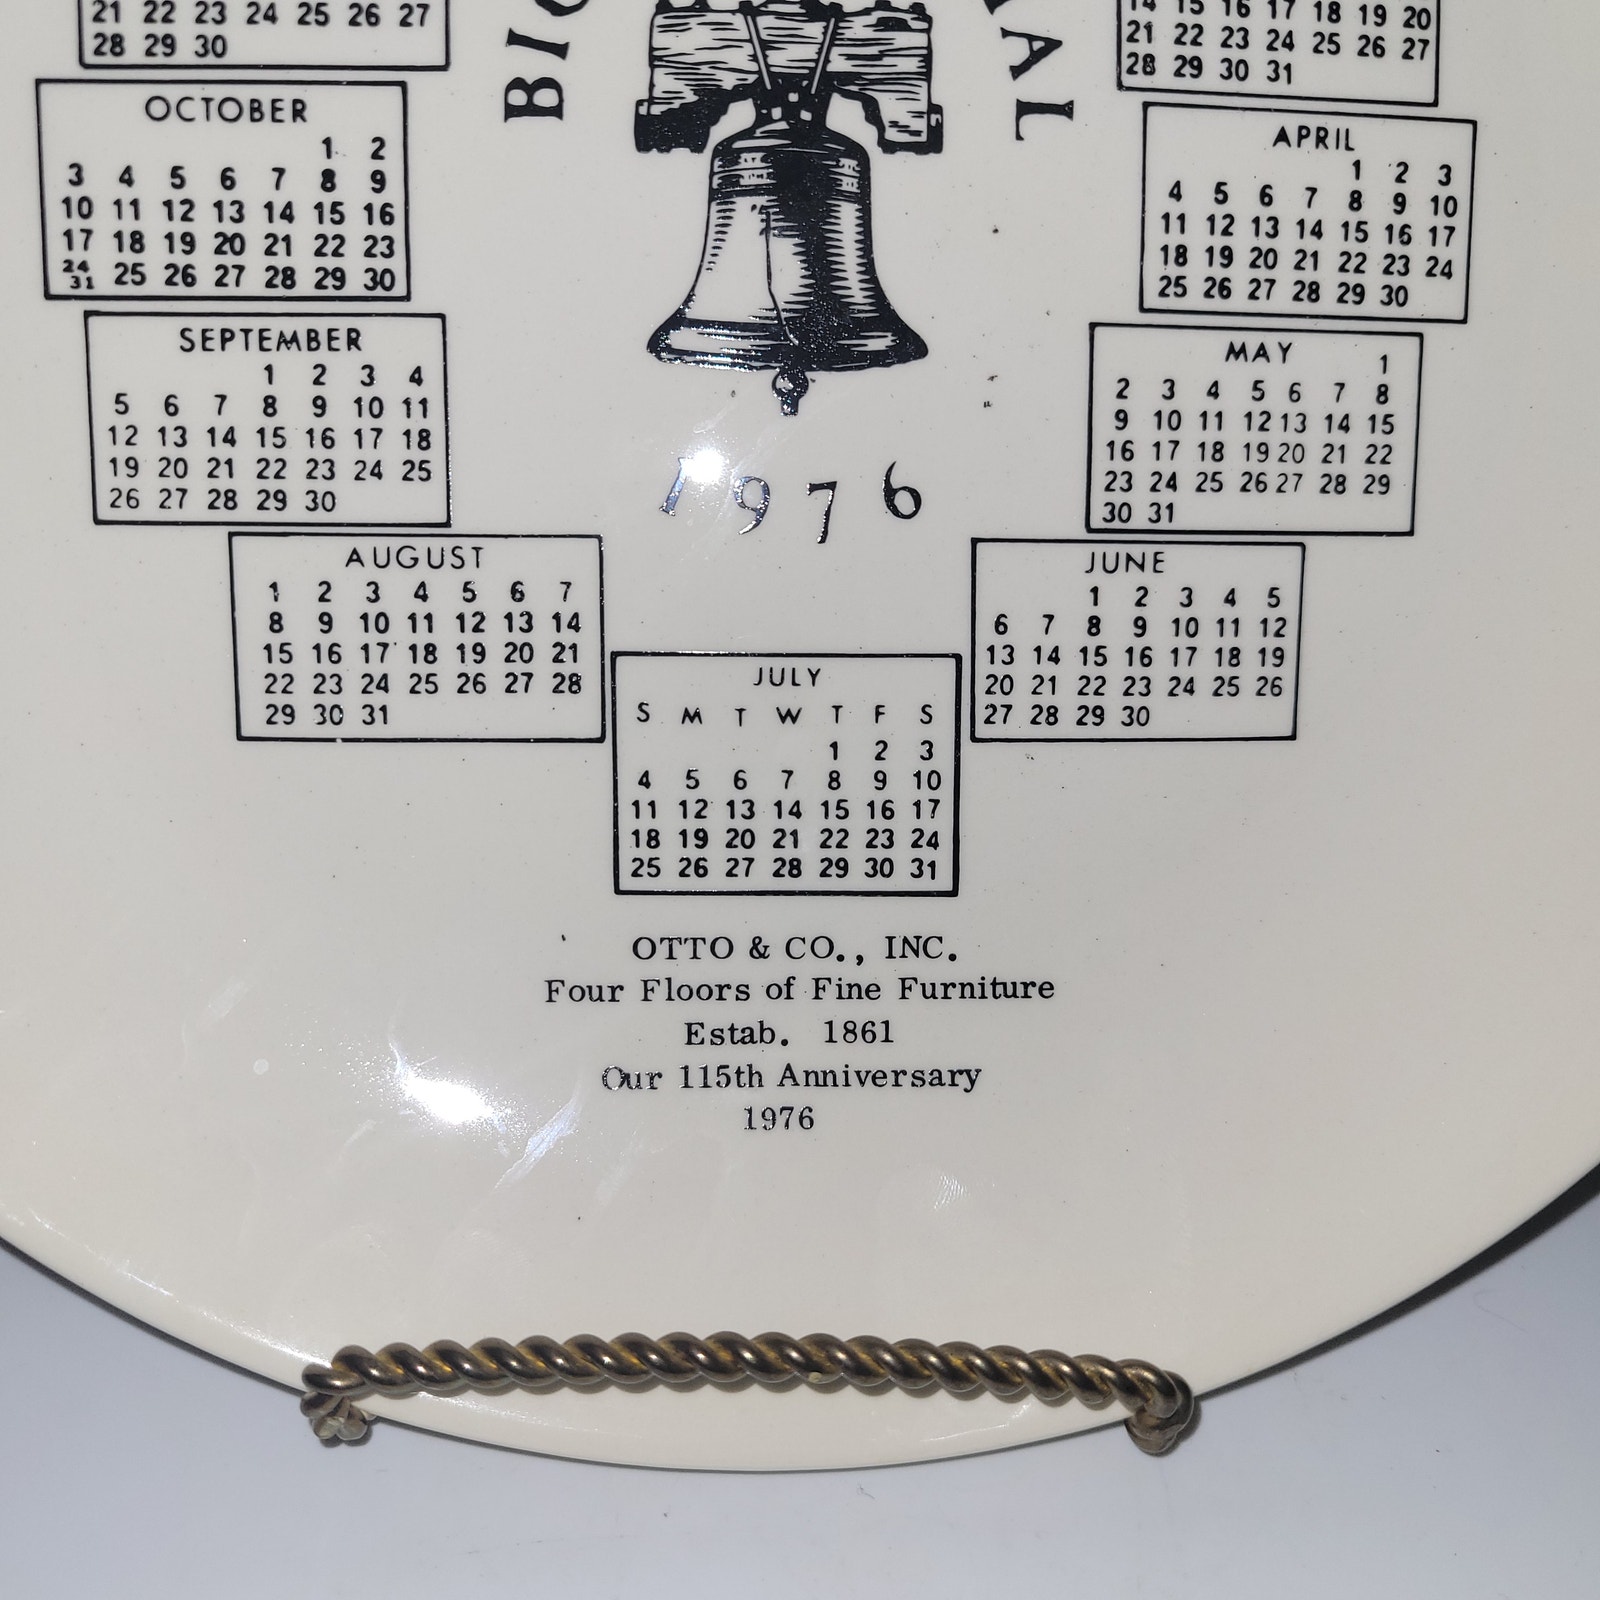 21 22 23 24 25 26 27
28 29 30
14 15 16 17 18 19 20
21 22 23 24 25 26 27
28 29 30 31
OCTOBER
1 2
3 4 5 6 7 8 9
10 11 12 13 14 15 16
17 18 19 20 21 22 23
24/31 25 26 27 28 29 30
APRIL
1 2 3
4 5 6 7 8 9 10
11 12 13 14 15 16 17
18 19 20 21 22 23 24
25 26 27 28 29 30
SEPTEMBER
1 2 3 4
5 6 7 8 9 10 11
12 13 14 15 16 17 18
19 20 21 22 23 24 25
26 27 28 29 30
MAY
1
2 3 4 5 6 7 8
9 10 11 12 13 14 15
16 17 18 19 20 21 22
23 24 25 26 27 28 29
30 31
1976
AUGUST
1 2 3 4 5 6 7
8 9 10 11 12 13 14
15 16 17 18 19 20 21
22 23 24 25 26 27 28
29 30 31
JUNE
1 2 3 4 5
6 7 8 9 10 11 12
13 14 15 16 17 18 19
20 21 22 23 24 25 26
27 28 29 30
JULY
S M T W T F S
1 2 3
4 5 6 7 8 9 10
11 12 13 14 15 16 17
18 19 20 21 22 23 24
25 26 27 28 29 30 31
OTTO & CO., INC.
Four Floors of Fine Furniture
Estab. 1861
Our 115th Anniversary
1976